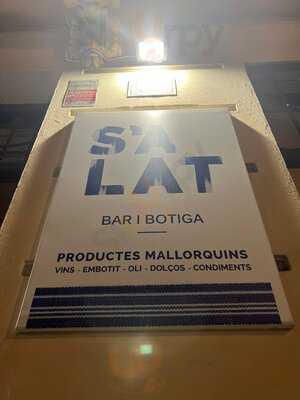 S'A
LAT
BAR I BOTIGA
PRODUCTES MALLORQUINS
VINS - EMBOTIT - OLI - DOLÇOS - CONDIMENTS